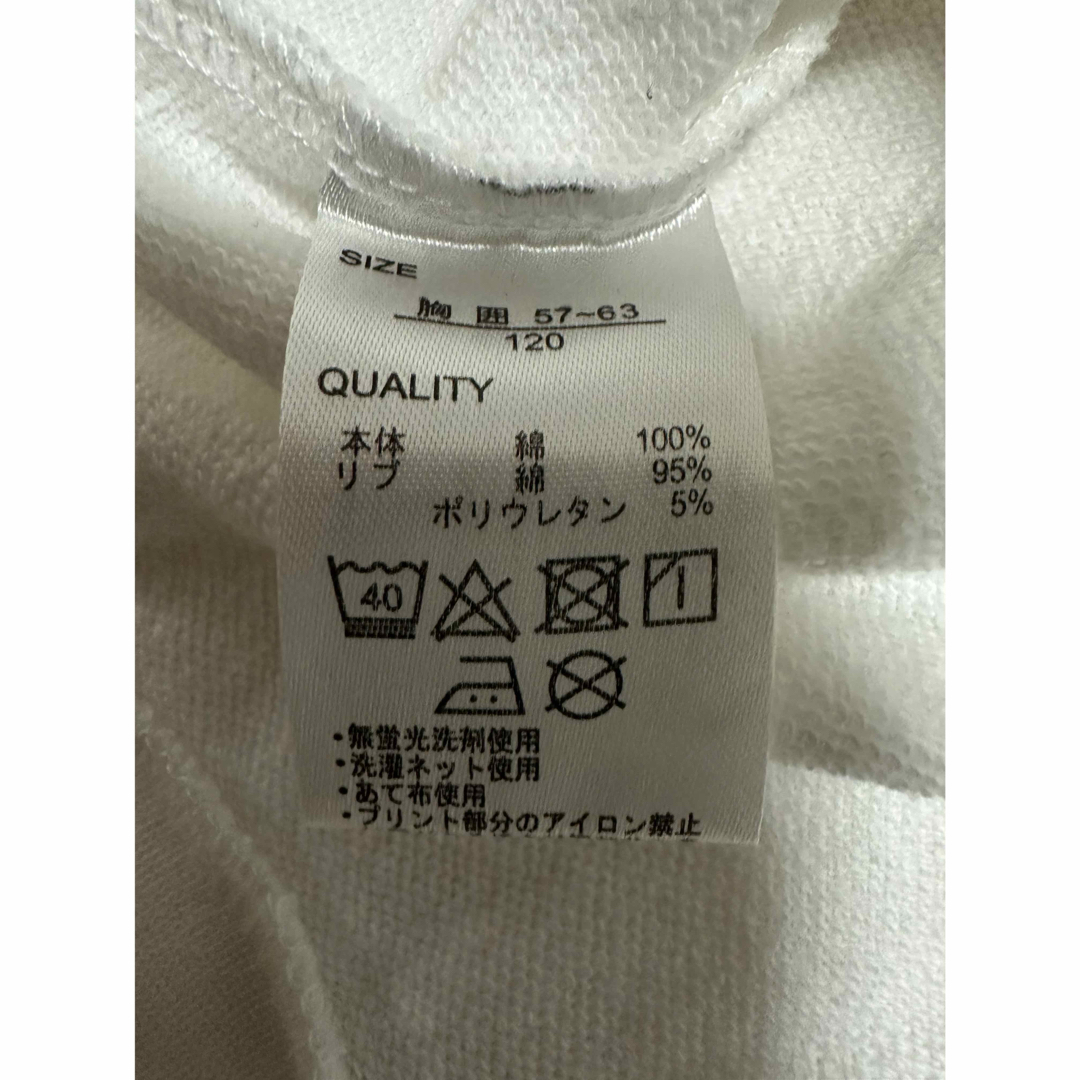 SIZE
胸 囲 57~63
120
QUALITY
本体 綿 100%
リブ 綿 95%
ポリウレタン 5%
40
・無蛍光洗剤使用
・洗濯ネット使用
・あて布使用
・プリント部分のアイロン禁止